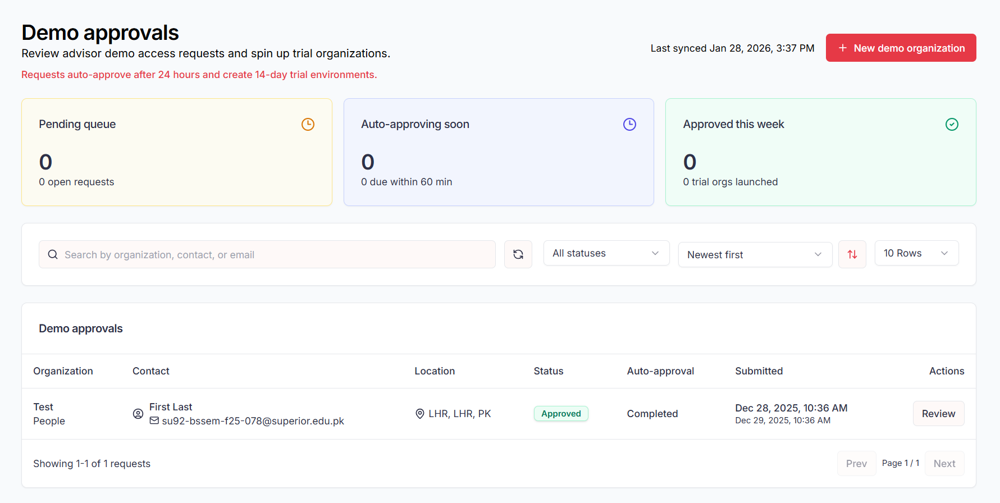 Demo approvals
Review advisor demo access requests and spin up trial organizations.
Requests auto-approve after 24 hours and create 14-day trial environments.
Last synced Jan 28, 2026, 3:37 PM
New demo organization
Pending queue
0
0 open requests
Auto-approving soon
0
0 due within 60 min
Approved this week
0
0 trial orgs launched
Search by organization, contact, or email
All statuses
Newest first
10 Rows
Demo approvals
Organization Contact Location Status Auto-approval Submitted Actions
Test
People
First Last
su92-bssem-f25-078@superior.edu.pk
LHR, LHR, PK
Approved
Completed
Dec 28, 2025, 10:36 AM
Dec 29, 2025, 10:36 AM
Review
Showing 1-1 of 1 requests
Prev Page 1 / 1 Next